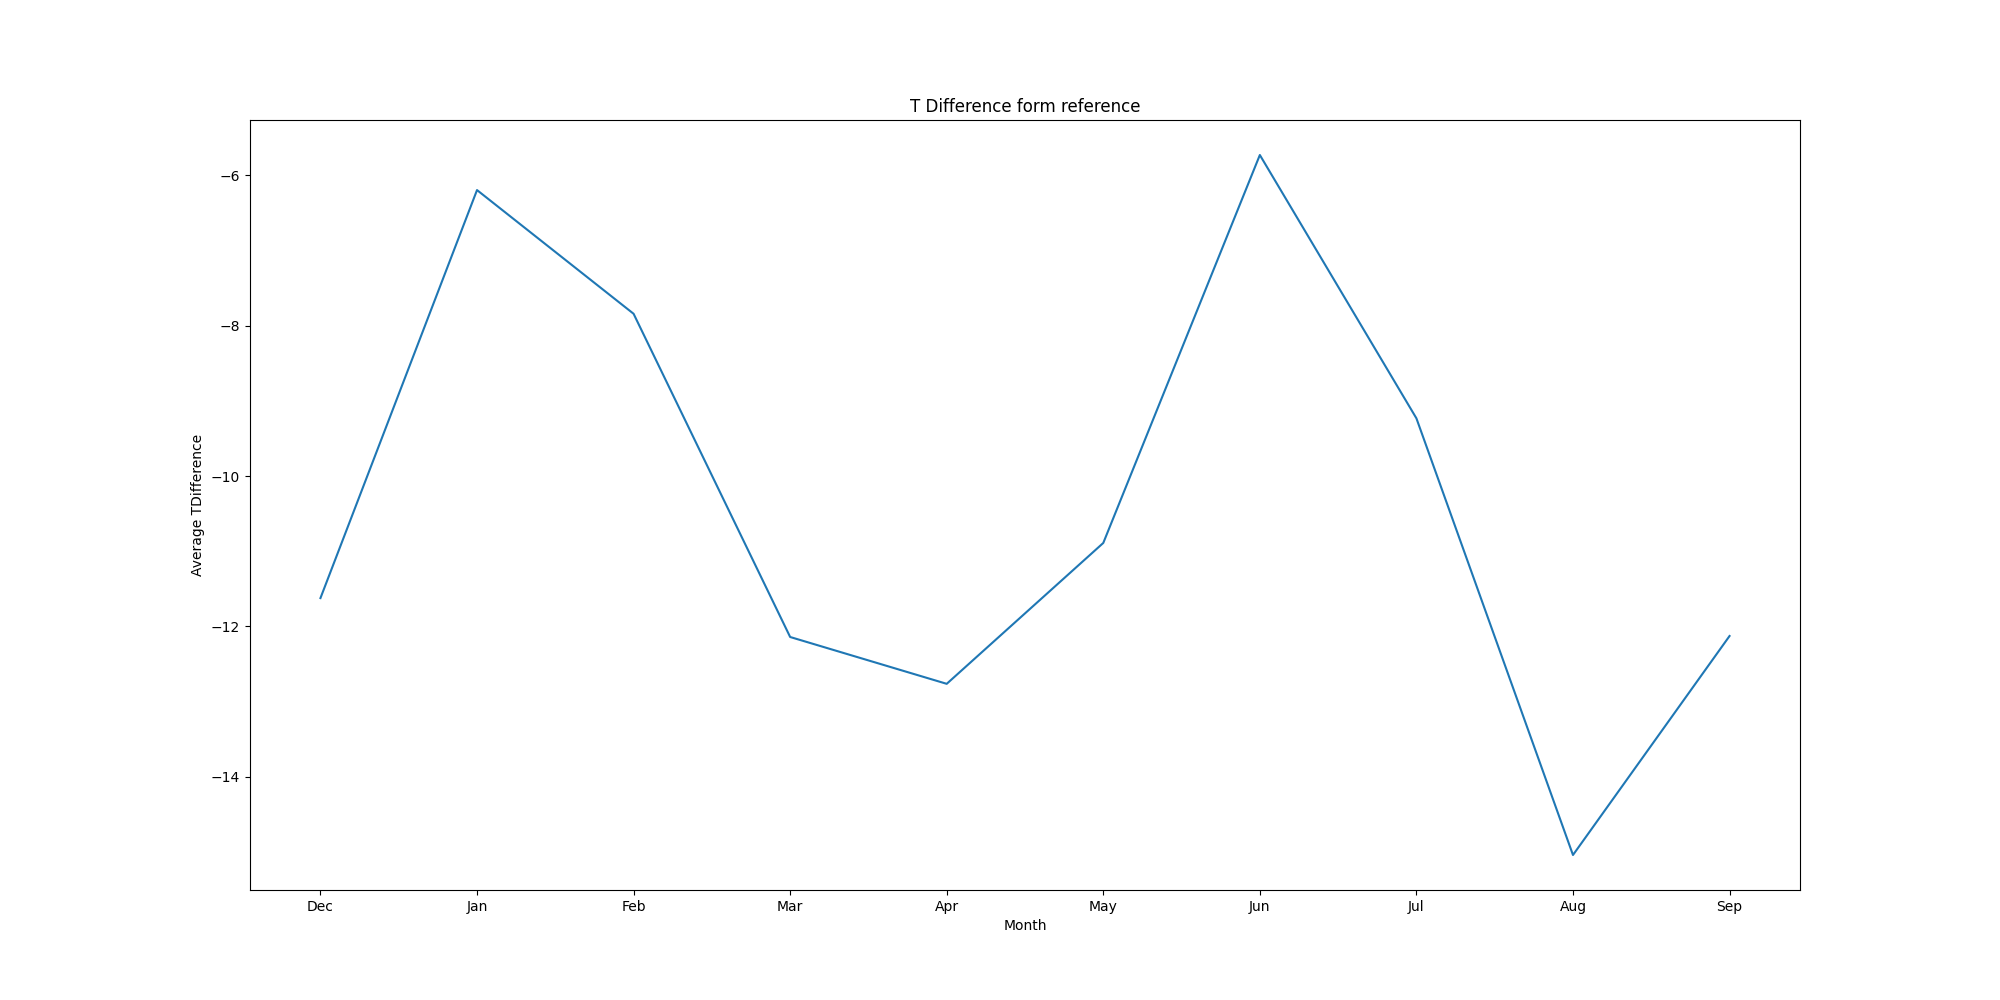 T Difference form reference
Average TDifference
−6
−8
−10
−12
−14
Dec Jan Feb Mar Apr May Jun Jul Aug Sep
Month